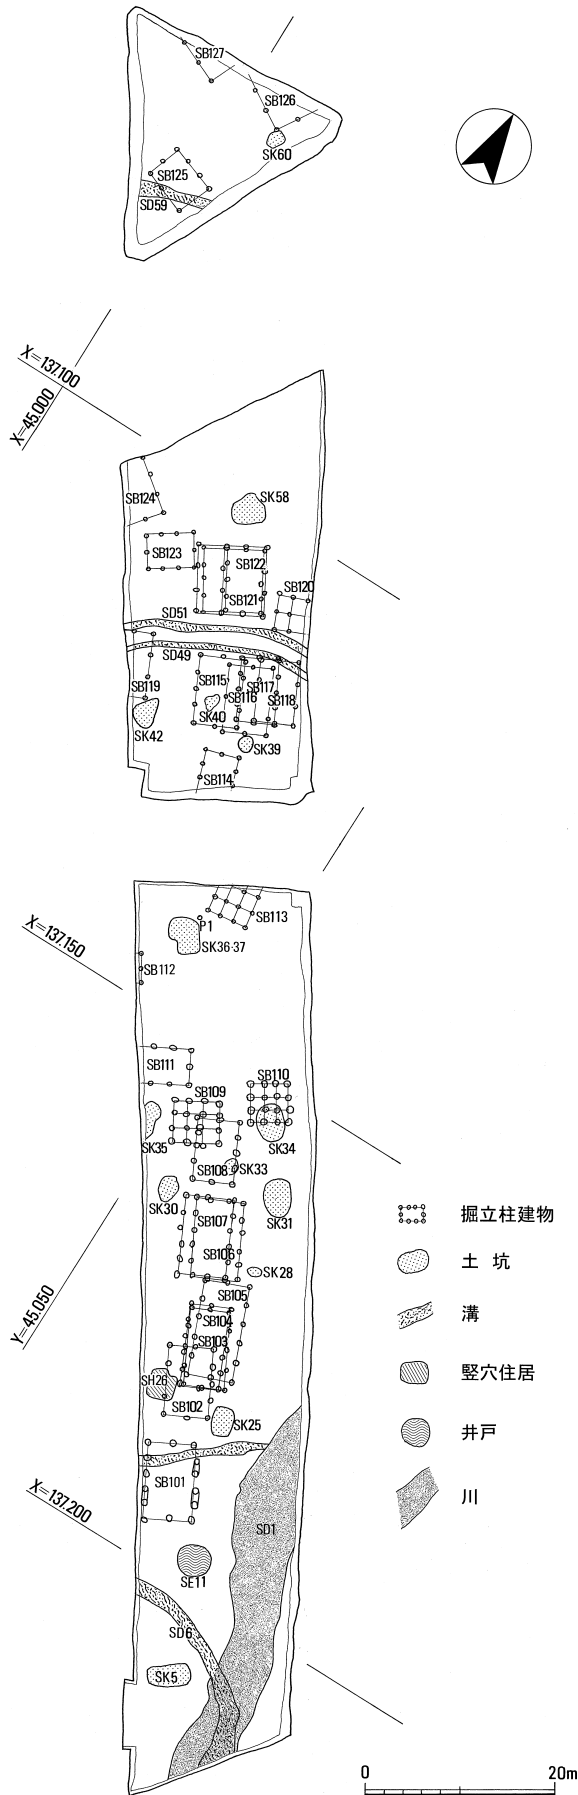 SB127
SB126
SK60
SB125
SD59
X=137.100
X=45.000
SB124
SK58
SB123
SB122
SB121
SB120
SD51
SD49
SB119
SB115
SB116
SB117
SB118
SK42
SK40
SK39
SB114
SB113
P1
SK36·37
X=137.150
SB112
SB111
SB110
SB109
SK35
SK34
SB108
SK33
SK30
SK31
SB107
SB106
SK28
SB105
SB104
SB103
SH26
SB102
SK25
Y=45.050
SB101
X=137.200
SD1
SE11
SD6
SK5
掘立柱建物
土 坑
溝
竪穴住居
井戸
川
0 20m